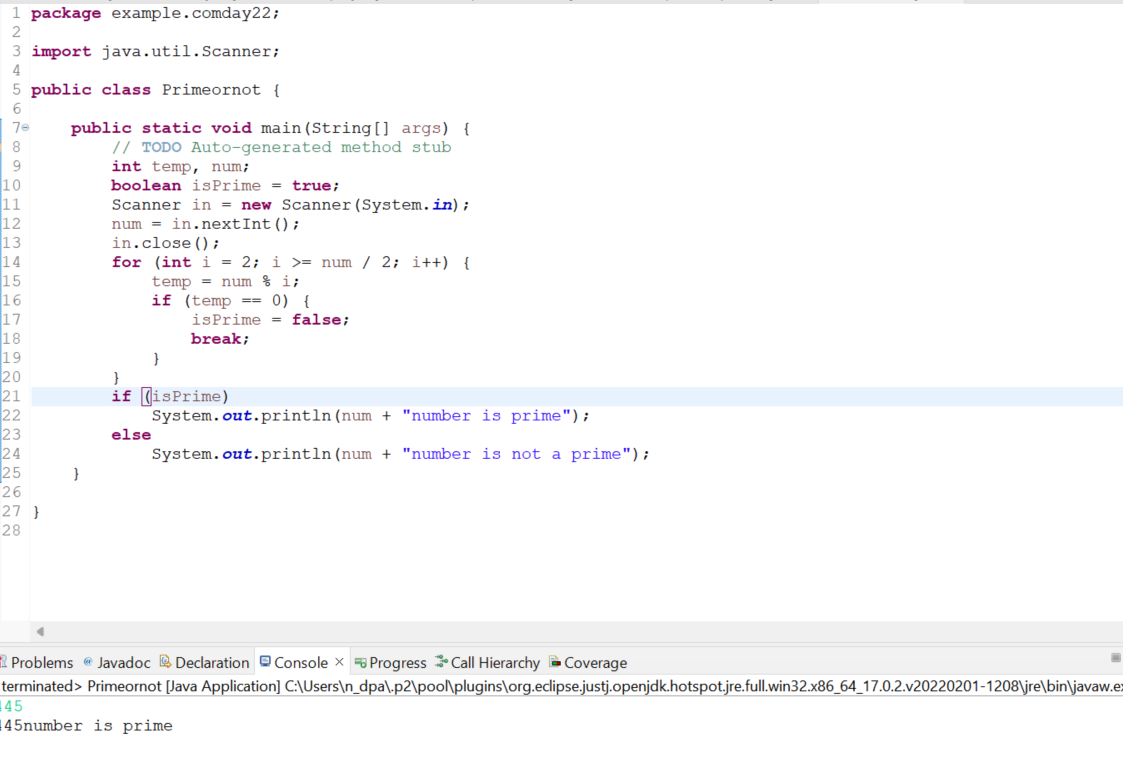 1 package example.comday22;
2
3 import java.util.Scanner;
4
5 public class Primeornot {
6
7 public static void main(String[] args) {
8 // TODO Auto-generated method stub
9 int temp, num;
10 boolean isPrime = true;
11 Scanner in = new Scanner(System.in);
12 num = in.nextInt();
13 in.close();
14 for (int i = 2; i >= num / 2; i++) {
15 temp = num % i;
16 if (temp == 0) {
17 isPrime = false;
18 break;
19 }
20 }
21 if (isPrime)
22 System.out.println(num + "number is prime");
23 else
24 System.out.println(num + "number is not a prime");
25 }
26
27 }
28
Problems @ Javadoc Declaration Console × Progress Call Hierarchy Coverage
terminated> Primeornot [Java Application] C:\Users\n_dpa\.p2\pool\plugins\org.eclipse.justj.openjdk.hotspot.jre.full.win32.x86_64_17.0.2.v20220201-1208\jre\bin\javaw.ex
45
45number is prime